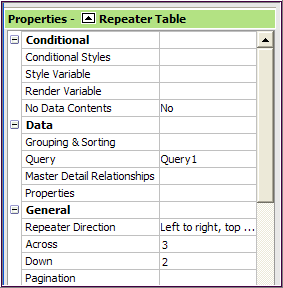 Properties - Repeater Table
Conditional
Conditional Styles
Style Variable
Render Variable
No Data Contents No
Data
Grouping & Sorting
Query Query1
Master Detail Relationships
Properties
General
Repeater Direction Left to right, top ...
Across 3
Down 2
Pagination